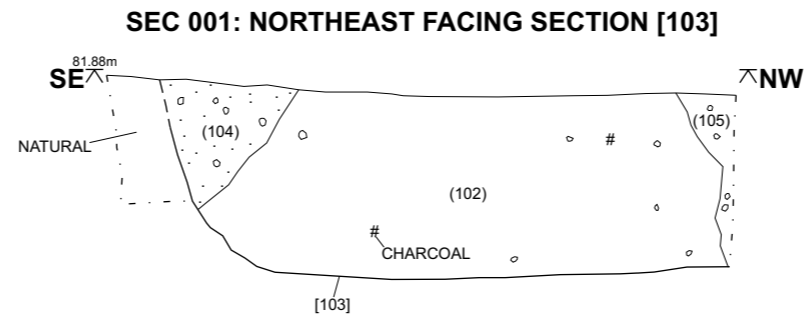 SEC 001: NORTHEAST FACING SECTION [103]
81.88m
SE
NW
(104)
(105)
NATURAL
#
(102)
#
CHARCOAL
[103]